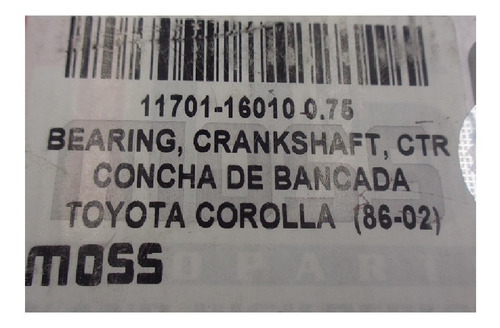 11701-16010-0.75
BEARING, CRANKSHAFT, CTR
CONCHA DE BANCADA
TOYOTA COROLLA (86-02)
MOSS